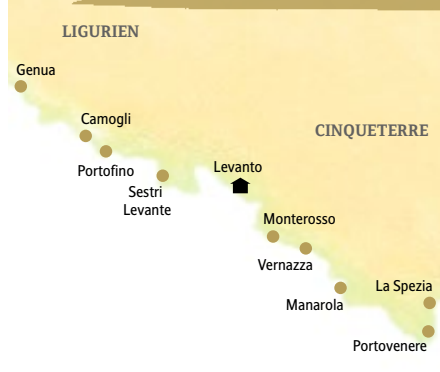 LIGURIEN
Genua
Camogli
CINQUETERRE
Portofino
Levanto
Sestri
Levante
Monterosso
Vernazza
La Spezia
Manarola
Portovenere